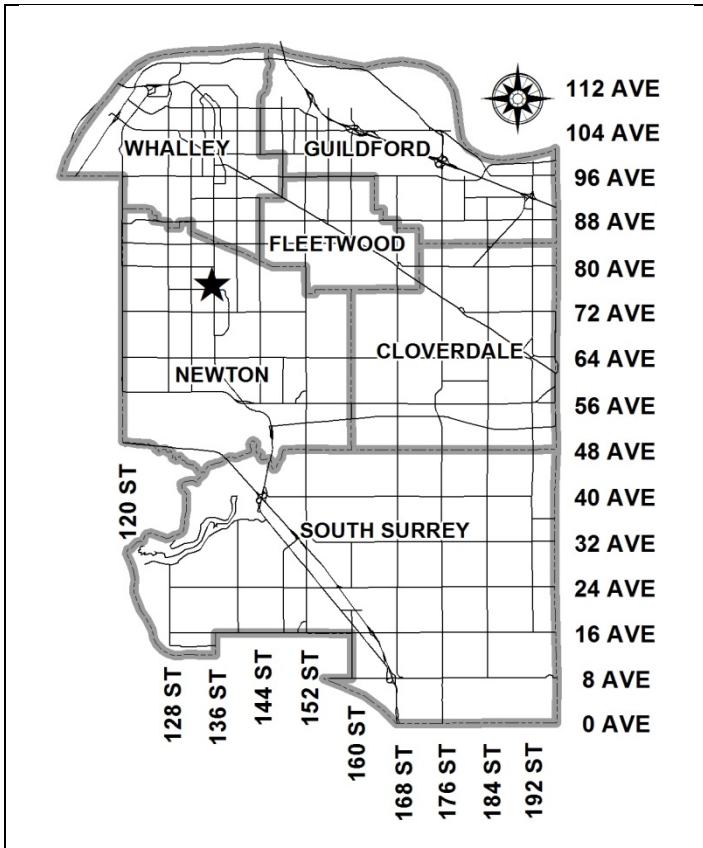 112 AVE
104 AVE
WHALLEY
GUILDFORD
96 AVE
88 AVE
FLEETWOOD
80 AVE
72 AVE
CLOVERDALE
64 AVE
NEWTON
56 AVE
48 AVE
120 ST
40 AVE
SOUTH SURREY
32 AVE
24 AVE
16 AVE
128 ST
136 ST
144 ST
152 ST
160 ST
8 AVE
0 AVE
168 ST
176 ST
184 ST
192 ST